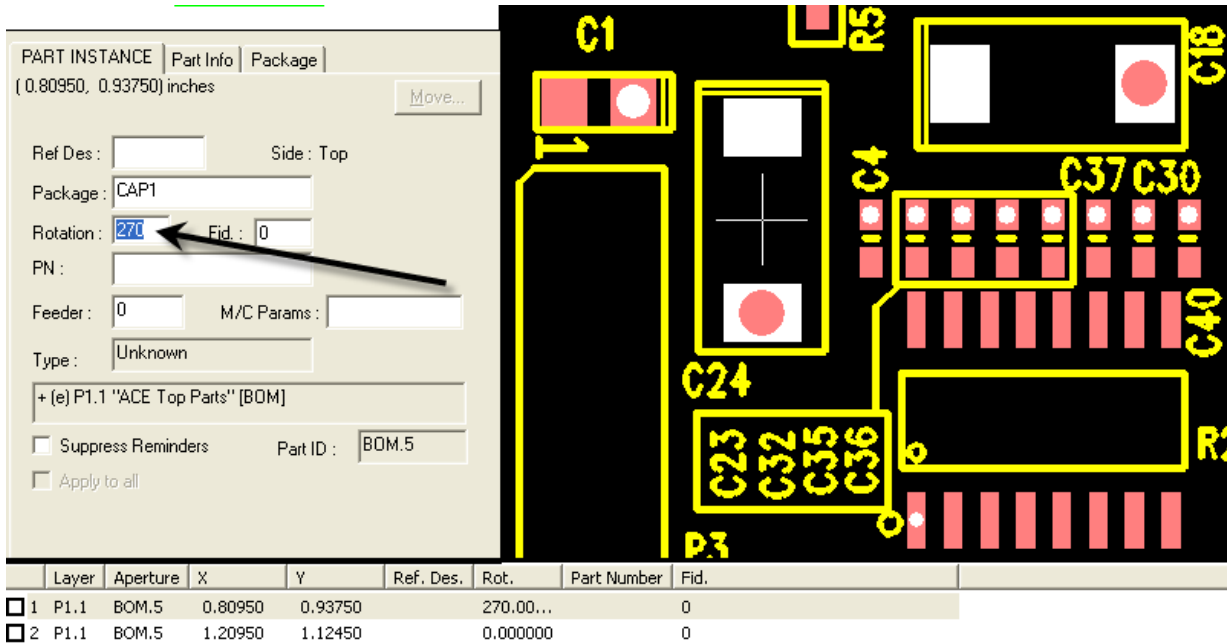 PART INSTANCE Part Info Package
( 0.80950, 0.93750) inches
Move...
Ref Des : Side : Top
Package : CAP1
Rotation : 270 Fid. : 0
PN :
Feeder : 0 M/C Params :
Type : Unknown
+ (e) P1.1 "ACE Top Parts" [BOM]
Suppress Reminders Part ID : BOM.5
Apply to all
C1
R5
C18
T1
C4
C37 C30
C40
C24
C23
C32
C35
C36
R2
Layer Aperture X Y Ref. Des. Rot. Part Number Fid.
1 P1.1 BOM.5 0.80950 0.93750 270.00... 0
2 P1.1 BOM.5 1.20950 1.12450 0.000000 0